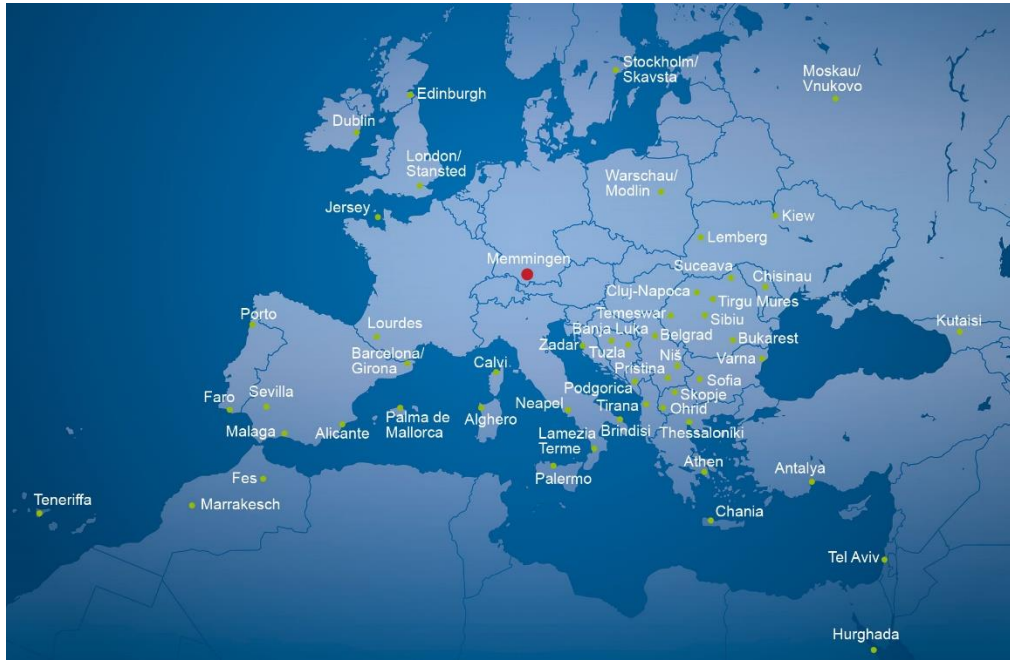 Stockholm/
Skavsta
Moskau/
Vnukovo
Edinburgh
Dublin
London/
Stansted
Warschau/
Modlin
Jersey
Kiew
Lemberg
Memmingen
Suceava
Chisinau
Cluj-Napoca
Tirgu Mures
Temeswar
Sibiu
Porto
Lourdes
Banja Luka
Belgrad
Bukarest
Kutaisi
Zadar
Tuzla
Niš
Varna
Barcelona/
Girona
Calvi
Pristina
Sofia
Podgorica
Skopje
Faro
Sevilla
Palma de
Mallorca
Alghero
Neapel
Tirana
Ohrid
Malaga
Alicante
Brindisi
Thessaloniki
Lamezia
Terme
Athen
Antalya
Palermo
Fes
Marrakesch
Teneriffa
Chania
Tel Aviv
Hurghada